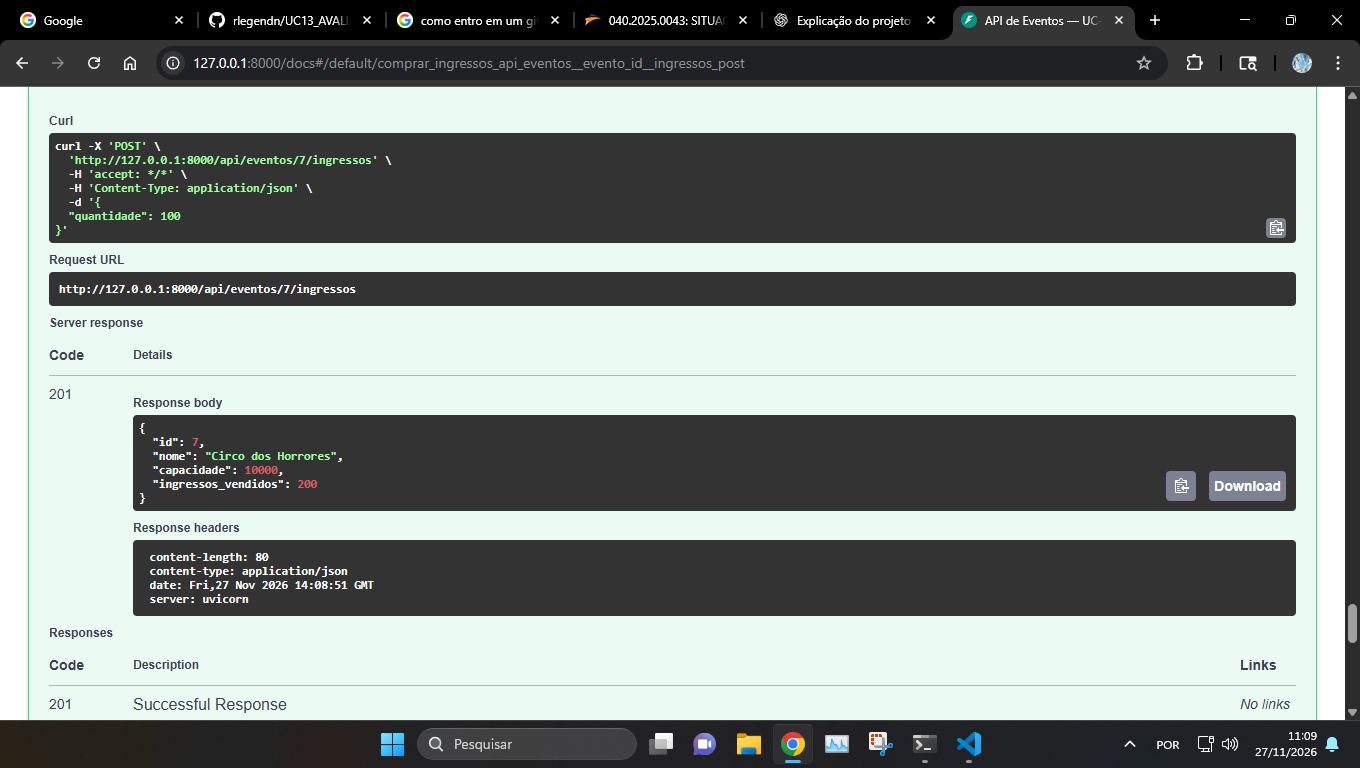 Google
rlegendn/UC13_AVALI
como entro em um gi
040.2025.0043: SITUA
Explicação do projeto
API de Eventos — UC-
127.0.0.1:8000/docs#/default/comprar_ingressos_api_eventos__evento_id__ingressos_post
Curl
curl -X 'POST' \
'http://127.0.0.1:8000/api/eventos/7/ingressos' \
-H 'accept: */*' \
-H 'Content-Type: application/json' \
-d '{
"quantidade": 100
}'
Request URL
http://127.0.0.1:8000/api/eventos/7/ingressos
Server response
Code Details
201
Response body
{
"id": 7,
"nome": "Circo dos Horrores",
"capacidade": 10000,
"ingressos_vendidos": 200
}
Download
Response headers
content-length: 80
content-type: application/json
date: Fri,27 Nov 2026 14:08:51 GMT
server: uvicorn
Responses
Code Description Links
201 Successful Response No links
Pesquisar
POR
11:09
27/11/2026